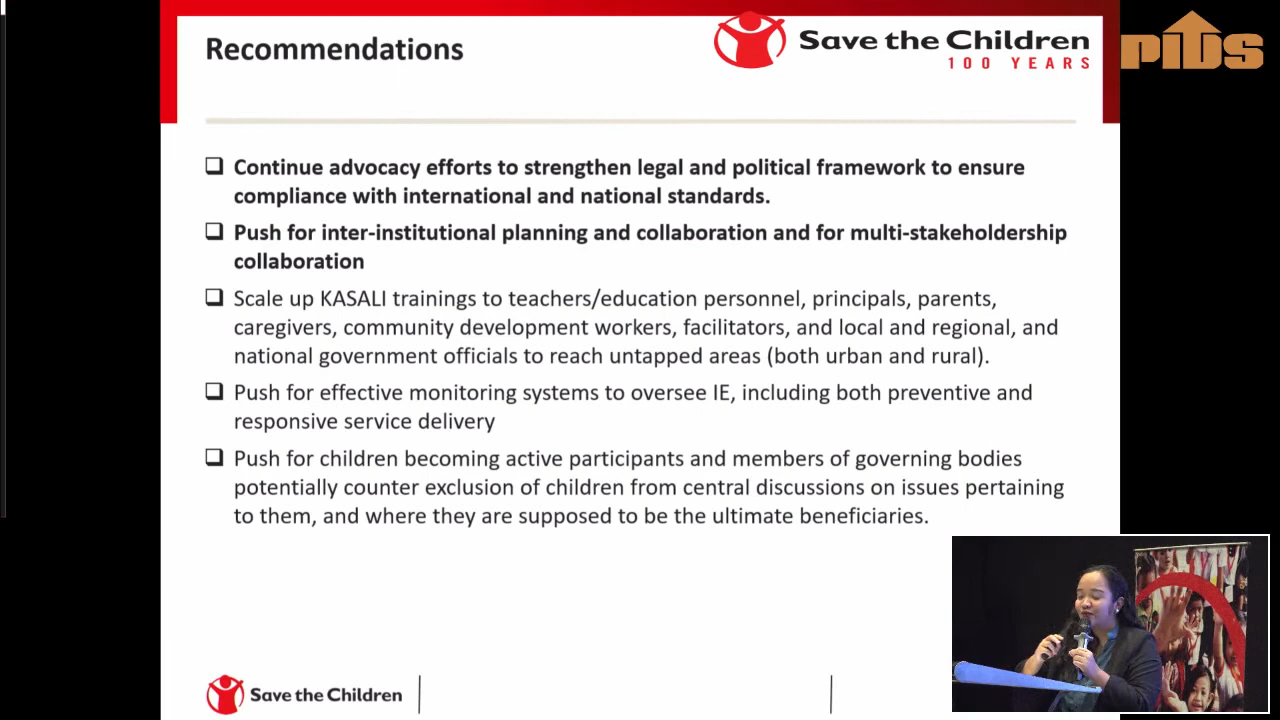 Recommendations
Save the Children
100 YEARS
PIDS
Continue advocacy efforts to strengthen legal and political framework to ensure
compliance with international and national standards.
Push for inter-institutional planning and collaboration and for multi-stakeholdership
collaboration
Scale up KASALI trainings to teachers/education personnel, principals, parents,
caregivers, community development workers, facilitators, and local and regional, and
national government officials to reach untapped areas (both urban and rural).
Push for effective monitoring systems to oversee IE, including both preventive and
responsive service delivery
Push for children becoming active participants and members of governing bodies
potentially counter exclusion of children from central discussions on issues pertaining
to them, and where they are supposed to be the ultimate beneficiaries.
Save the Children